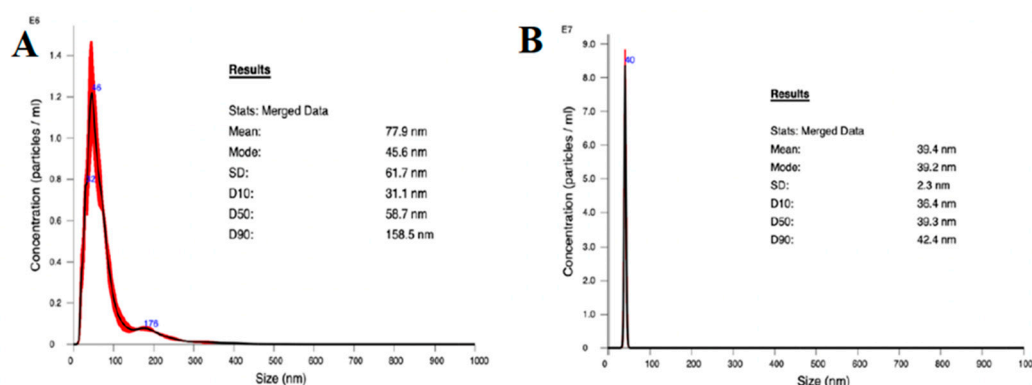 A
E6
Concentration (particles / ml)
1.4
1.2
1.0
0.8
0.6
0.4
0.2
0
46
32
176
Results
Stats: Merged Data
Mean: 77.9 nm
Mode: 45.6 nm
SD: 61.7 nm
D10: 31.1 nm
D50: 58.7 nm
D90: 158.5 nm
0 100 200 300 400 500 600 700 800 900 1000
Size (nm)
B
E7
Concentration (particles / ml)
9.0
8.0
7.0
6.0
5.0
4.0
3.0
2.0
1.0
0
40
Results
Stats: Merged Data
Mean: 39.4 nm
Mode: 39.2 nm
SD: 2.3 nm
D10: 36.4 nm
D50: 39.3 nm
D90: 42.4 nm
0 100 200 300 400 500 600 700 800 900 100
Size (nm)